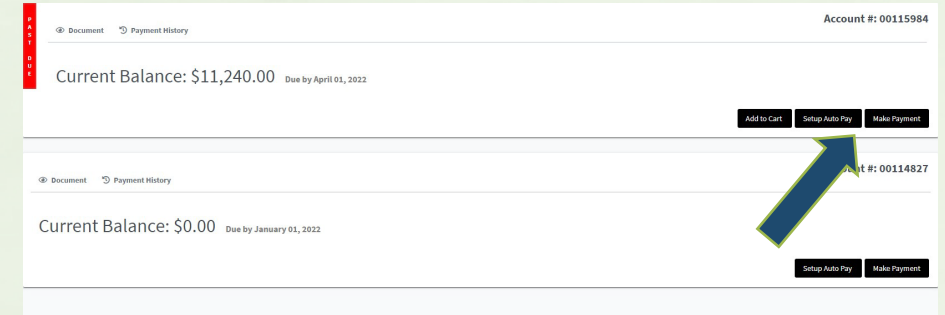 PAST DUE
Account #: 00115984
Document Payment History
Current Balance: $11,240.00 Due by April 01, 2022
Add to Cart Setup Auto Pay Make Payment
#: 00114827
Document Payment History
Current Balance: $0.00 Due by January 01, 2022
Setup Auto Pay Make Payment